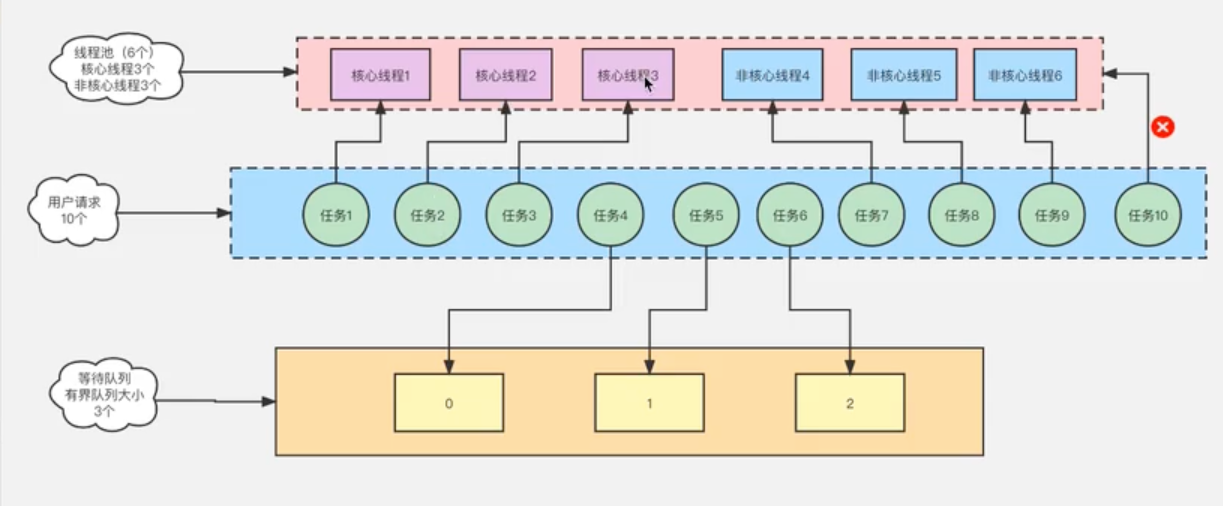 线程池（6个）
核心线程3个
非核心线程3个
核心线程1
核心线程2
核心线程3
非核心线程4
非核心线程5
非核心线程6
用户请求
10个
任务1
任务2
任务3
任务4
任务5
任务6
任务7
任务8
任务9
任务10
等待队列
有界队列大小
3个
0
1
2